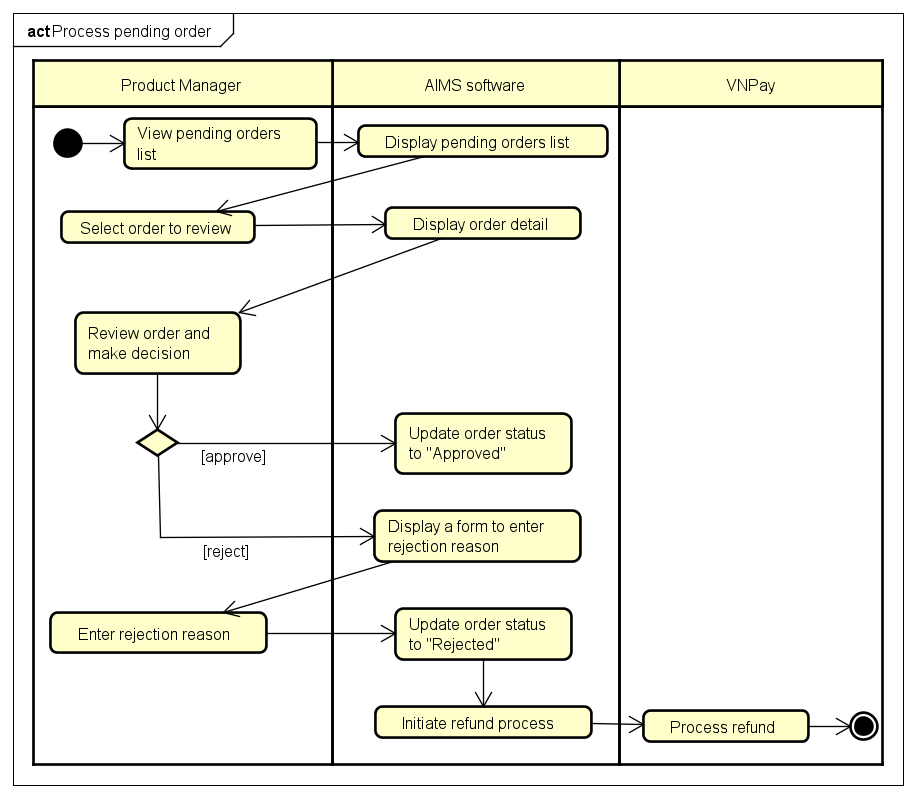 act Process pending order
Product Manager
AIMS software
VNPay
View pending orders
list
Display pending orders list
Select order to review
Display order detail
Review order and
make decision
[approve]
Update order status
to "Approved"
[reject]
Display a form to enter
rejection reason
Enter rejection reason
Update order status
to "Rejected"
Initiate refund process
Process refund